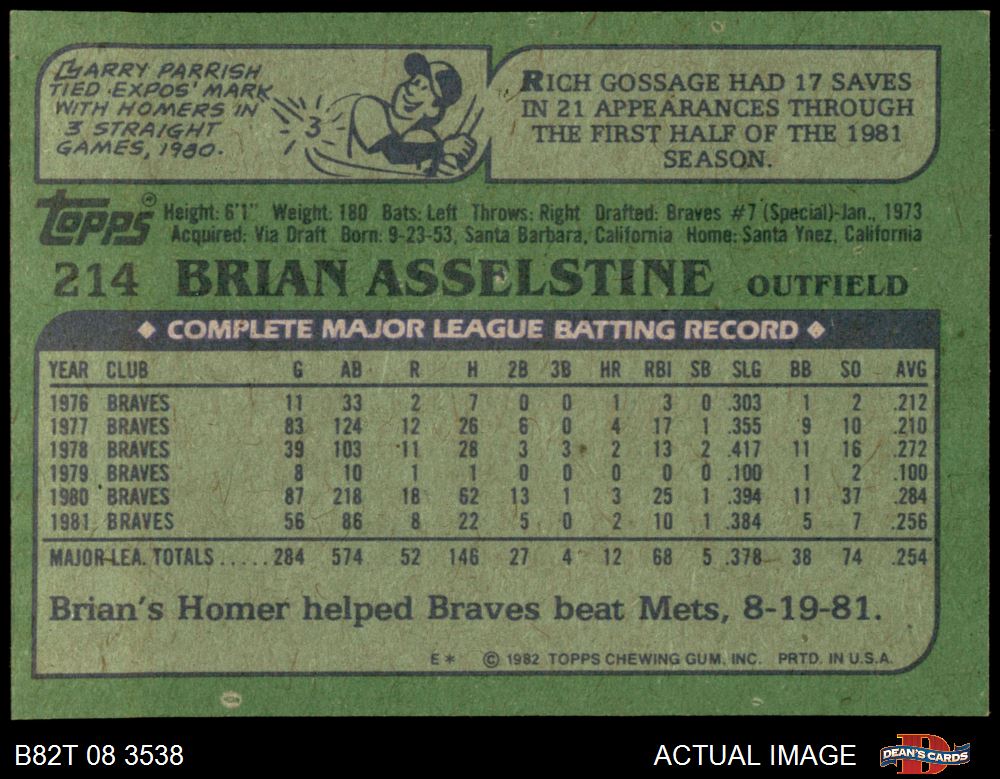 LARRY PARRISH
TIED EXPOS' MARK
WITH HOMERS IN
3 STRAIGHT
GAMES, 1980.
3
RICH GOSSAGE HAD 17 SAVES
IN 21 APPEARANCES THROUGH
THE FIRST HALF OF THE 1981
SEASON.
Topps®
Height: 6'1" Weight: 180 Bats: Left Throws: Right Drafted: Braves #7 (Special)-Jan., 1973
Acquired: Via Draft Born: 9-23-53, Santa Barbara, California Home: Santa Ynez, California
214 BRIAN ASSELSTINE OUTFIELD
◆ COMPLETE MAJOR LEAGUE BATTING RECORD ◆
YEAR CLUB G AB R H 2B 3B HR RBI SB SLG BB SO AVG
1976 BRAVES 11 33 2 7 0 0 1 3 0 .303 1 2 .212
1977 BRAVES 83 124 12 26 6 0 4 17 1 .355 9 10 .210
1978 BRAVES 39 103 11 28 3 3 2 13 2 .417 11 16 .272
1979 BRAVES 8 10 1 1 0 0 0 0 0 .100 1 2 .100
1980 BRAVES 87 218 18 62 13 1 3 25 1 .394 11 37 .284
1981 BRAVES 56 86 8 22 5 0 2 10 1 .384 5 7 .256
MAJOR LEA. TOTALS ..... 284 574 52 146 27 4 12 68 5 .378 38 74 .254
Brian's Homer helped Braves beat Mets, 8-19-81.
E* © 1982 TOPPS CHEWING GUM, INC. PRTD. IN U.S.A.
B82T 08 3538 ACTUAL IMAGE DEAN'S CARDS